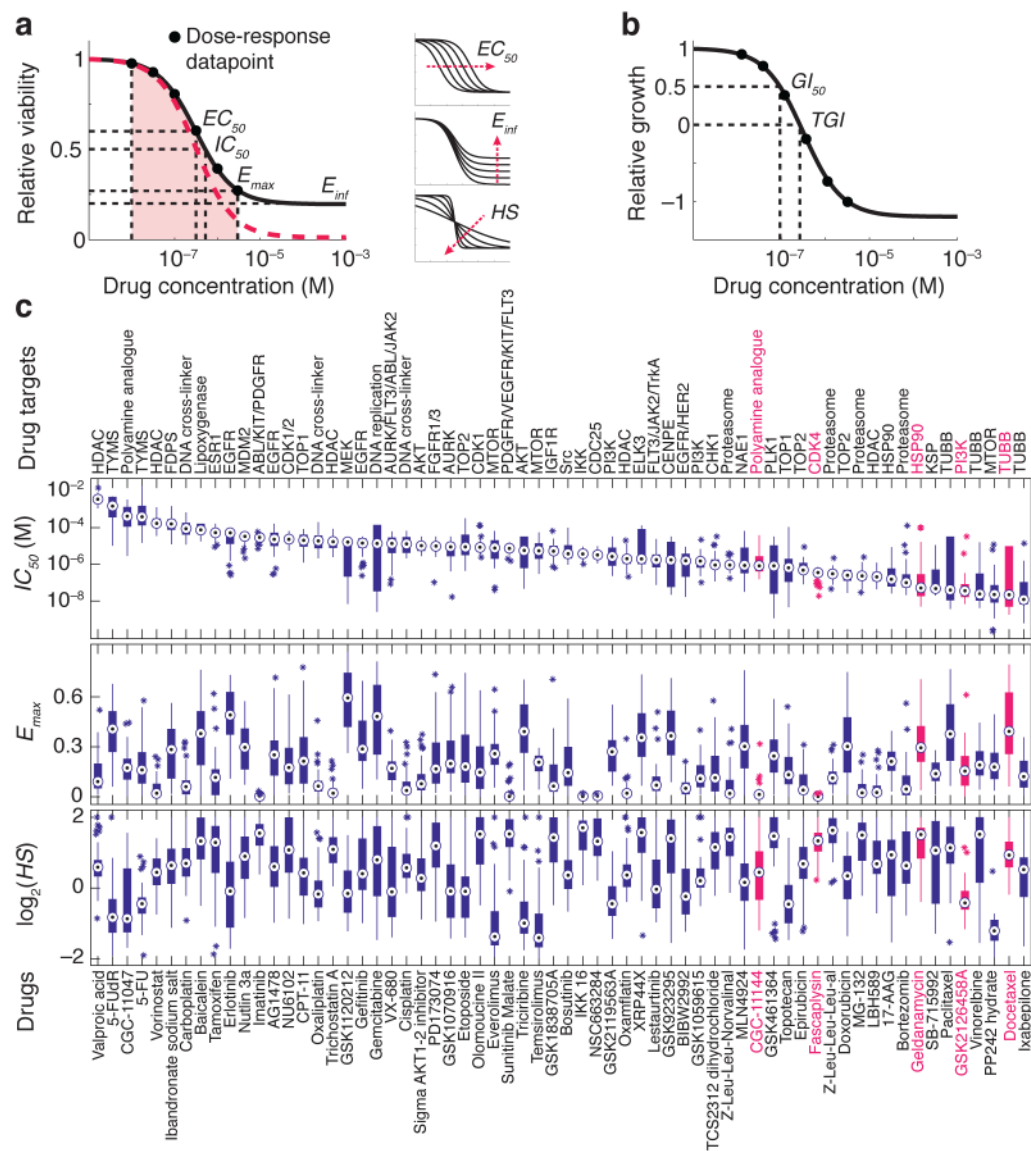 a
Dose-response
datapoint
Relative viability
1
0.5
0
EC50
IC50
Emax
Einf
10−7
10−5
10−3
Drug concentration (M)
EC50
Einf
HS
b
Relative growth
1
0.5
0
−1
GI50
TGI
10−7
10−5
10−3
Drug concentration (M)
c
Drug targets
HDAC
TYMS
Polyamine analogue
TYMS
HDAC
FDPS
DNA cross-linker
Lipoxygenase
ESR1
EGFR
MDM2
ABL/KIT/PDGFR
EGFR
CDK1/2
TOP1
DNA cross-linker
HDAC
MEK
EGFR
DNA replication
AURK/FLT3/ABL/JAK2
DNA cross-linker
AKT
FGFR1/3
AURK
TOP2
CDK1
MTOR
PDGFR/VEGFR/KIT/FLT3
AKT
MTOR
IGF1R
Src
IKK
CDC25
PI3K
HDAC
ELK3
FLT3/JAK2/TrkA
CENPE
EGFR/HER2
PI3K
CHK1
Proteasome
NAE1
Polyamine analogue
PLK1
TOP1
TOP2
CDK4
Proteasome
TOP2
Proteasome
HDAC
HSP90
Proteasome
HSP90
KSP
TUBB
PI3K
TUBB
MTOR
TUBB
TUBB
IC50 (M)
10−2
10−4
10−6
10−8
Emax
0.6
0.3
0
log2(HS)
2
0
−2
Drugs
Valproic acid
5-FUdR
CGC-11047
5-FU
Vorinostat
Ibandronate sodium salt
Carboplatin
Baicalein
Tamoxifen
Erlotinib
Nutlin 3a
Imatinib
AG1478
NU6102
CPT-11
Oxaliplatin
Trichostatin A
GSK1120212
Gefitinib
Gemcitabine
VX-680
Cisplatin
Sigma AKT1-2 inhibitor
PD173074
GSK1070916
Etoposide
Olomoucine II
Everolimus
Sunitinib Malate
Triciribine
Temsirolimus
GSK1838705A
Bosutinib
IKK 16
NSC663284
GSK2119563A
Oxamflatin
XRP44X
Lestaurtinib
GSK923295
BIBW2992
GSK1059615
TCS2312 dihydrochloride
Z-Leu-Leu-Norvalinal
MLN4924
CGC-11144
GSK461364
Topotecan
Epirubicin
Fascaplysin
Z-Leu-Leu-Leu-al
Doxorubicin
MG-132
LBH589
17-AAG
Bortezomib
Geldanamycin
SB-715992
Paclitaxel
GSK2126458A
Vinorelbine
PP242 hydrate
Docetaxel
Ixabepilone